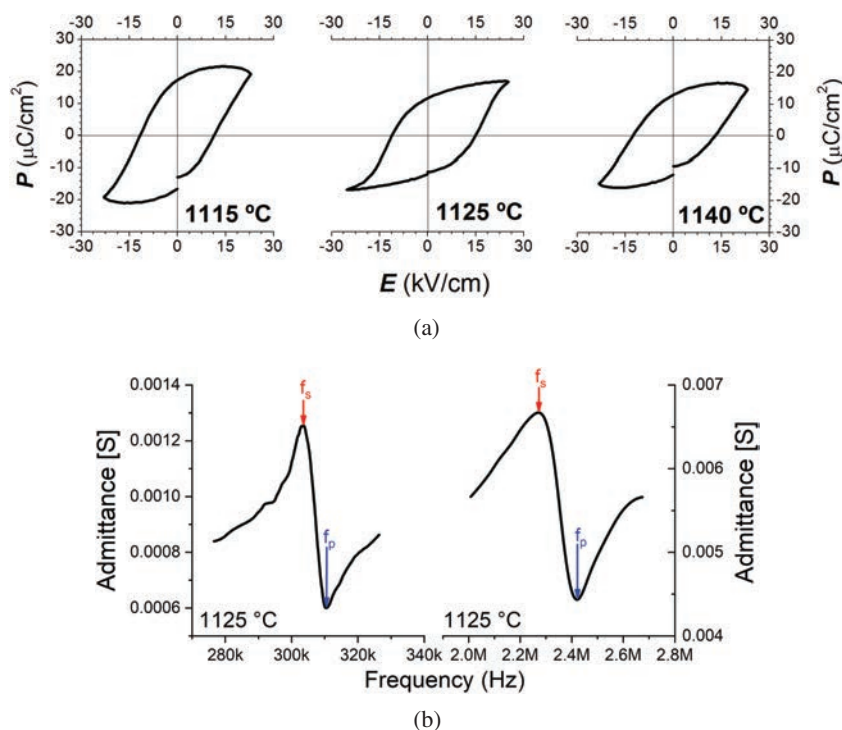 -30 -15 0 15 30 -30 -15 0 15 30 -30 -15 0 15 30
30 30
20 20
10 10
0 0
-10 -10
-20 -20
-30 -30
P (µC/cm²)
P (µC/cm²)
1115 ºC 1125 ºC 1140 ºC
-30 -15 0 15 30 -30 -15 0 15 30 -30 -15 0 15 30
E (kV/cm)
(a)
Admittance [S]
0.0014
0.0012
0.0010
0.0008
0.0006
fs
fp
1125 ºC
280k 300k 320k 340k
fs
fp
1125 ºC
2.0M 2.2M 2.4M 2.6M 2.8M
0.007
0.006
0.005
0.004
Admittance [S]
Frequency (Hz)
(b)